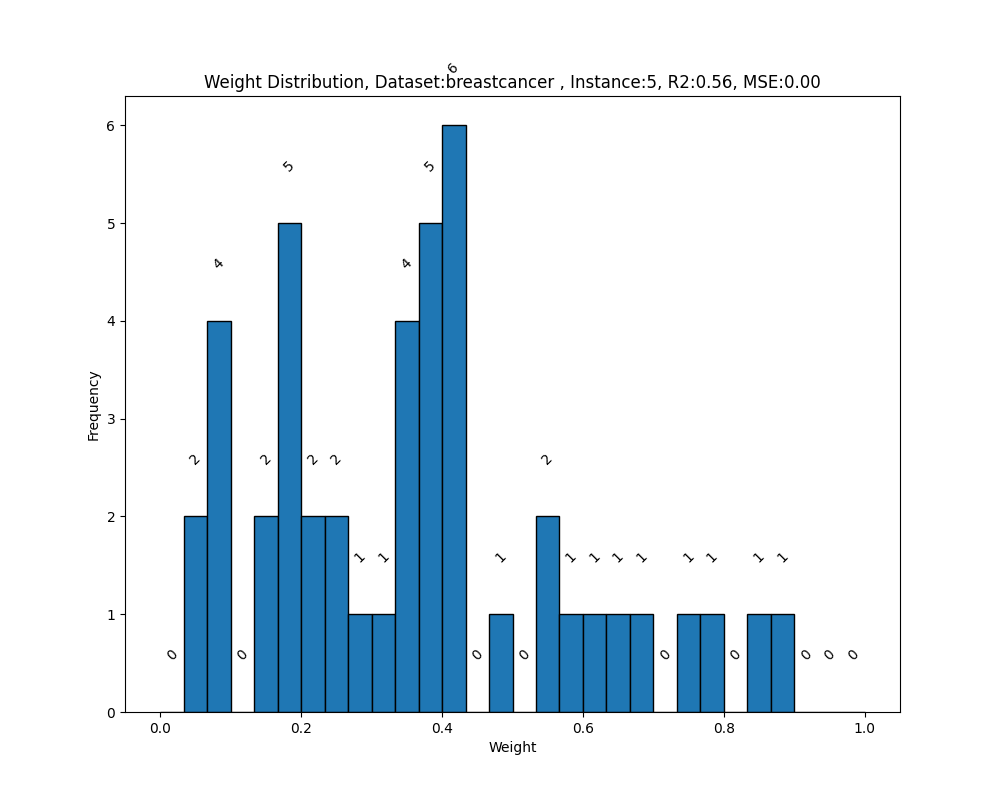 6
Weight Distribution, Dataset:breastcancer , Instance:5, R2:0.56, MSE:0.00
6
5
4
3
2
1
0
Frequency
0 2 4 0 2 5 2 2 1 1 4 5 0 1 0 2 1 1 1 1 0 1 1 0 1 1 0 0 0
0.0 0.2 0.4 0.6 0.8 1.0
Weight